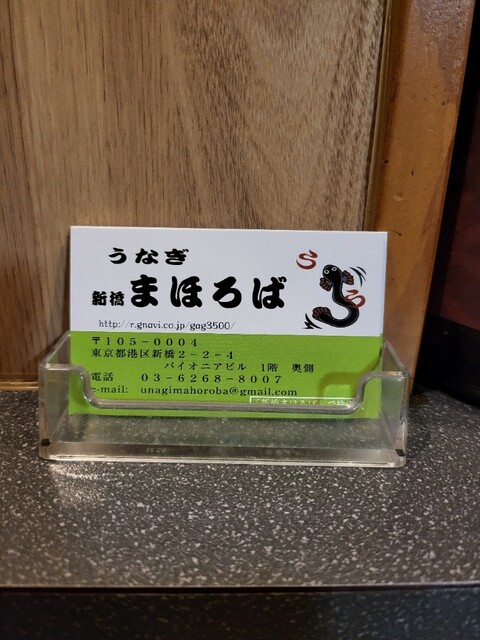 うなぎ
新橋 まほろば
http://r.gnavi.co.jp/gag3500/
〒105-0004
東京都港区新橋2-2-4
パイオニアビル 1階 奥側
電話 03-6268-8007
e-mail: unagimahoroba@gmail.com